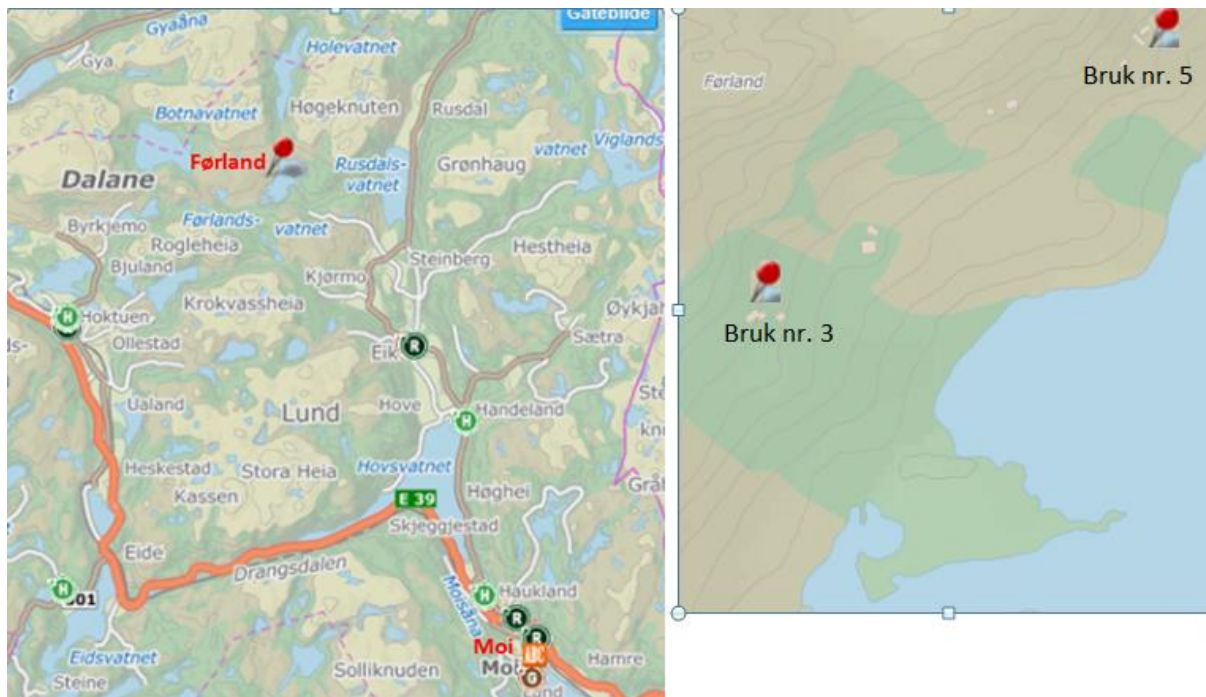 Gatebilde
Gyaåna
Gya
Holevatnet
Høgeknuten
Rusdal
Botnavatnet
Førland
Rusdals-
vatnet
Grønhaug
vatnet
Viglands
Dalane
Førlands-
vatnet
Byrkjemo
Rogleheia
Bjuland
Hestheia
Steinberg
Kjørmo
Krokvassheia
Øykjah
H
Hoktuen
ds-
Ollestad
Eik
R
Sætra
Ualand
Lund
Hove
H
Handeland
Heskestad
Stora Heia
Hovsvatnet
Kassen
E 39
Høghei
Skjeggjestad
Eide
Drangsdalen
H
Moisåna
H
Haukland
R
R
Moi
Eidsvatnet
Steine
Solliknuden
Hamre
Førland
Bruk nr. 5
Bruk nr. 3